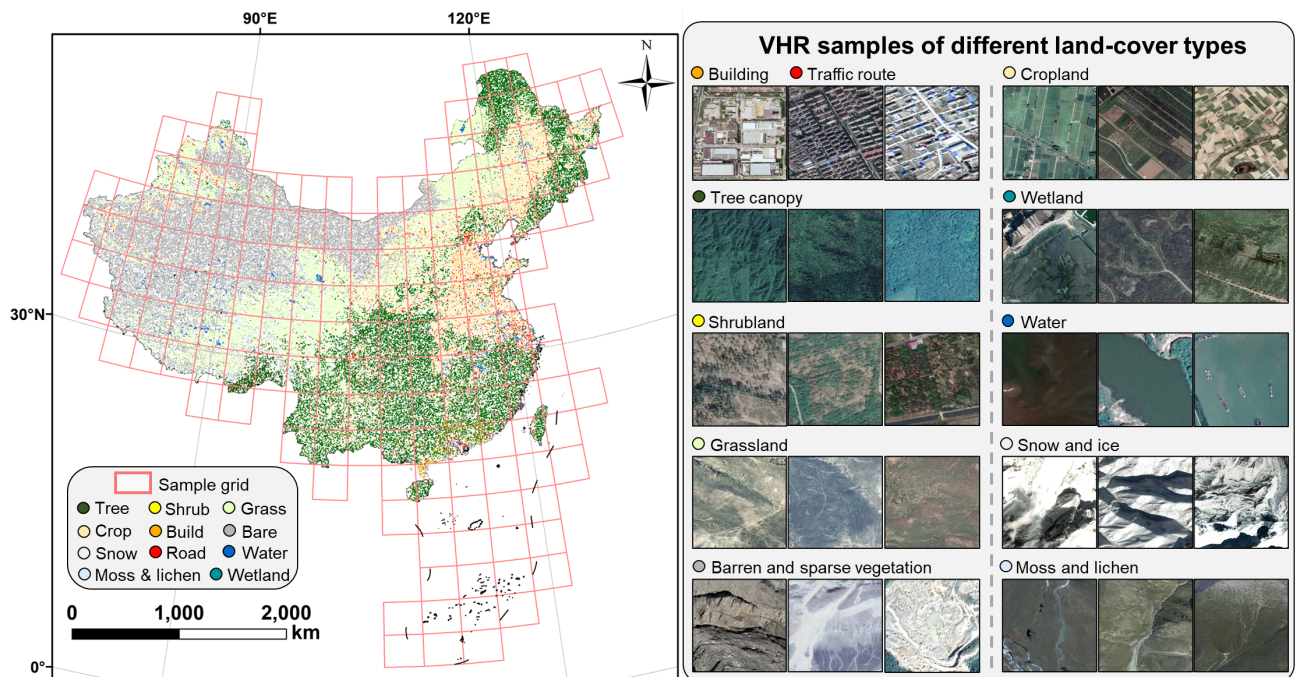 90°E 120°E
N
30°N
0°
Sample grid
Tree Shrub Grass
Crop Build Bare
Snow Road Water
Moss & lichen Wetland
0 1,000 2,000
km
VHR samples of different land-cover types
Building Traffic route Cropland
Tree canopy Wetland
Shrubland Water
Grassland Snow and ice
Barren and sparse vegetation Moss and lichen